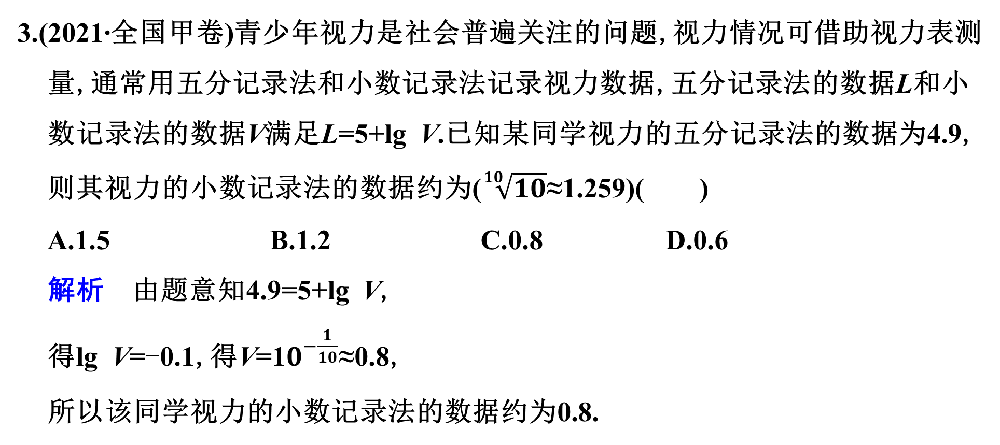 3.(2021·全国甲卷)青少年视力是社会普遍关注的问题,视力情况可借助视力表测
量,通常用五分记录法和小数记录法记录视力数据,五分记录法的数据L和小
数记录法的数据V满足L=5+lg V.已知某同学视力的五分记录法的数据为4.9,
则其视力的小数记录法的数据约为(¹⁰√10≈1.259)(  )
A.1.5 B.1.2 C.0.8 D.0.6
解析 由题意知4.9=5+lg V,
得lg V=−0.1,得V=10^(−1/10)≈0.8,
所以该同学视力的小数记录法的数据约为0.8.